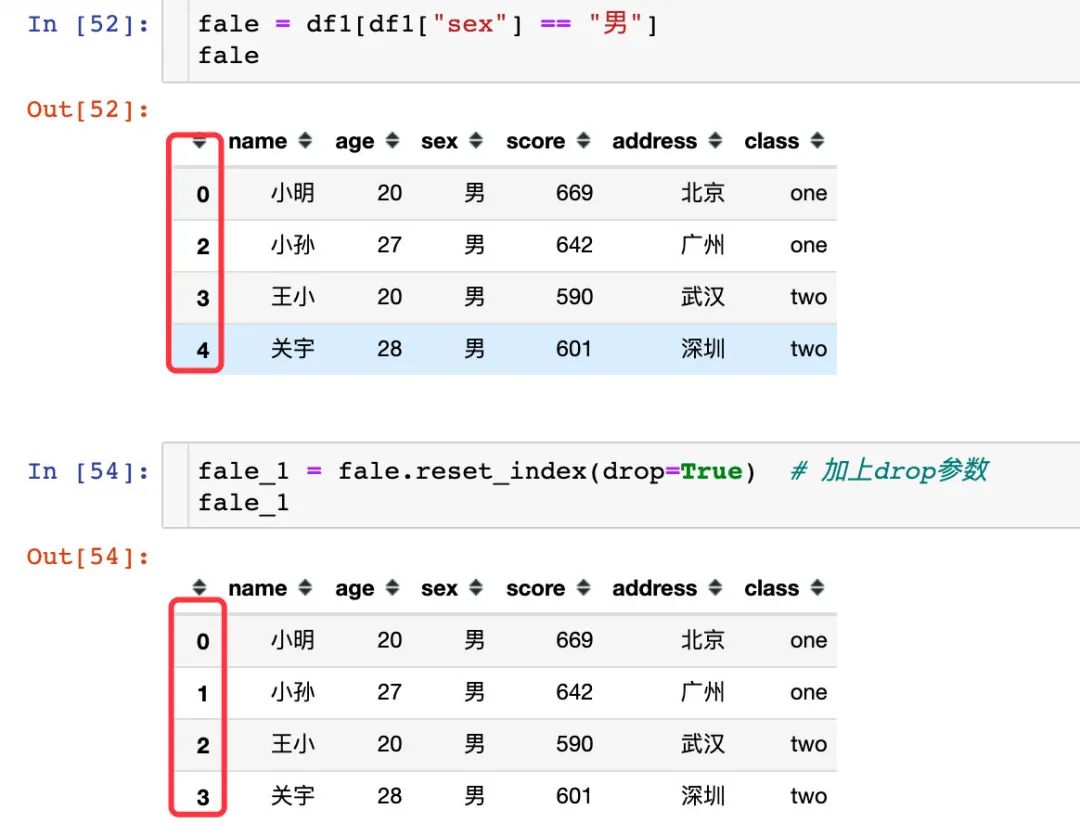 In [52]: fale = df1[df1["sex"] == "男"]
fale
Out[52]:
name age sex score address class
0 小明 20 男 669 北京 one
2 小孙 27 男 642 广州 one
3 王小 20 男 590 武汉 two
4 关宇 28 男 601 深圳 two
In [54]: fale_1 = fale.reset_index(drop=True)  # 加上drop参数
fale_1
Out[54]:
name age sex score address class
0 小明 20 男 669 北京 one
1 小孙 27 男 642 广州 one
2 王小 20 男 590 武汉 two
3 关宇 28 男 601 深圳 two